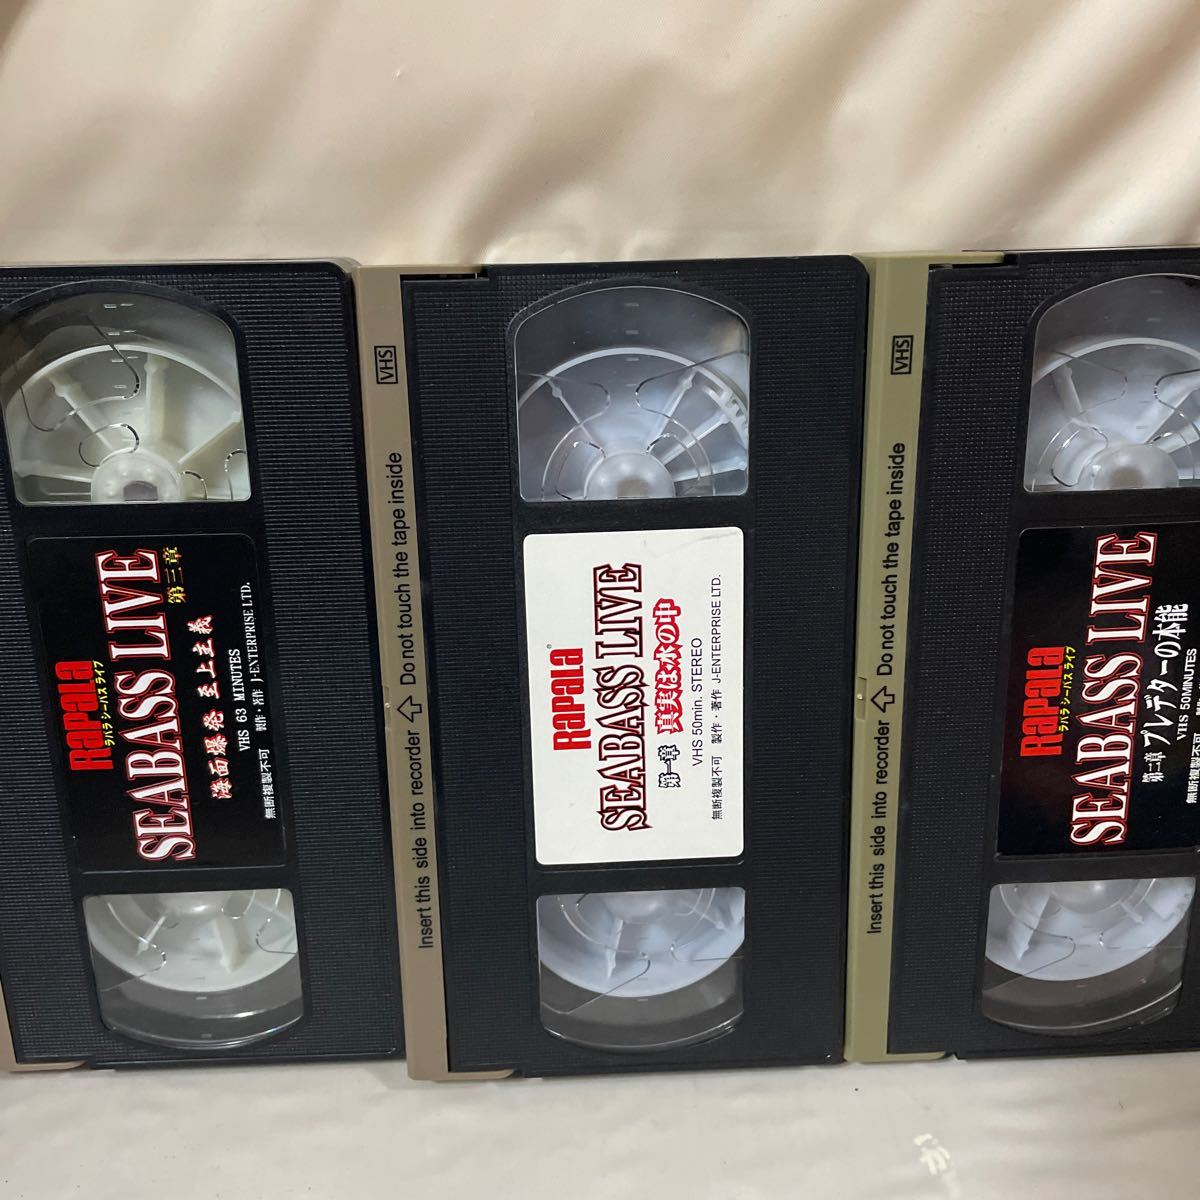 Rapala
ラパラ シーバス ライブ
SEABASS LIVE
第三章
海面爆発 至上主義
VHS 63 MINUTES
無断複製不可 製作・著作 J-ENTERPRISE LTD.
VHS
Insert this side into recorder ⇧ Do not touch the tape inside
Rapala®
SEABASS LIVE
第一章 真実は水の中
VHS 50min. STEREO
無断複製不可 製作・著作 J-ENTERPRISE LTD.
VHS
Insert this side into recorder ⇧ Do not touch the tape inside
Rapala
ラパラ シーバス ライブ
SEABASS LIVE
第二章 プレデターの本能
VHS 50MINUTES
無断複製不可